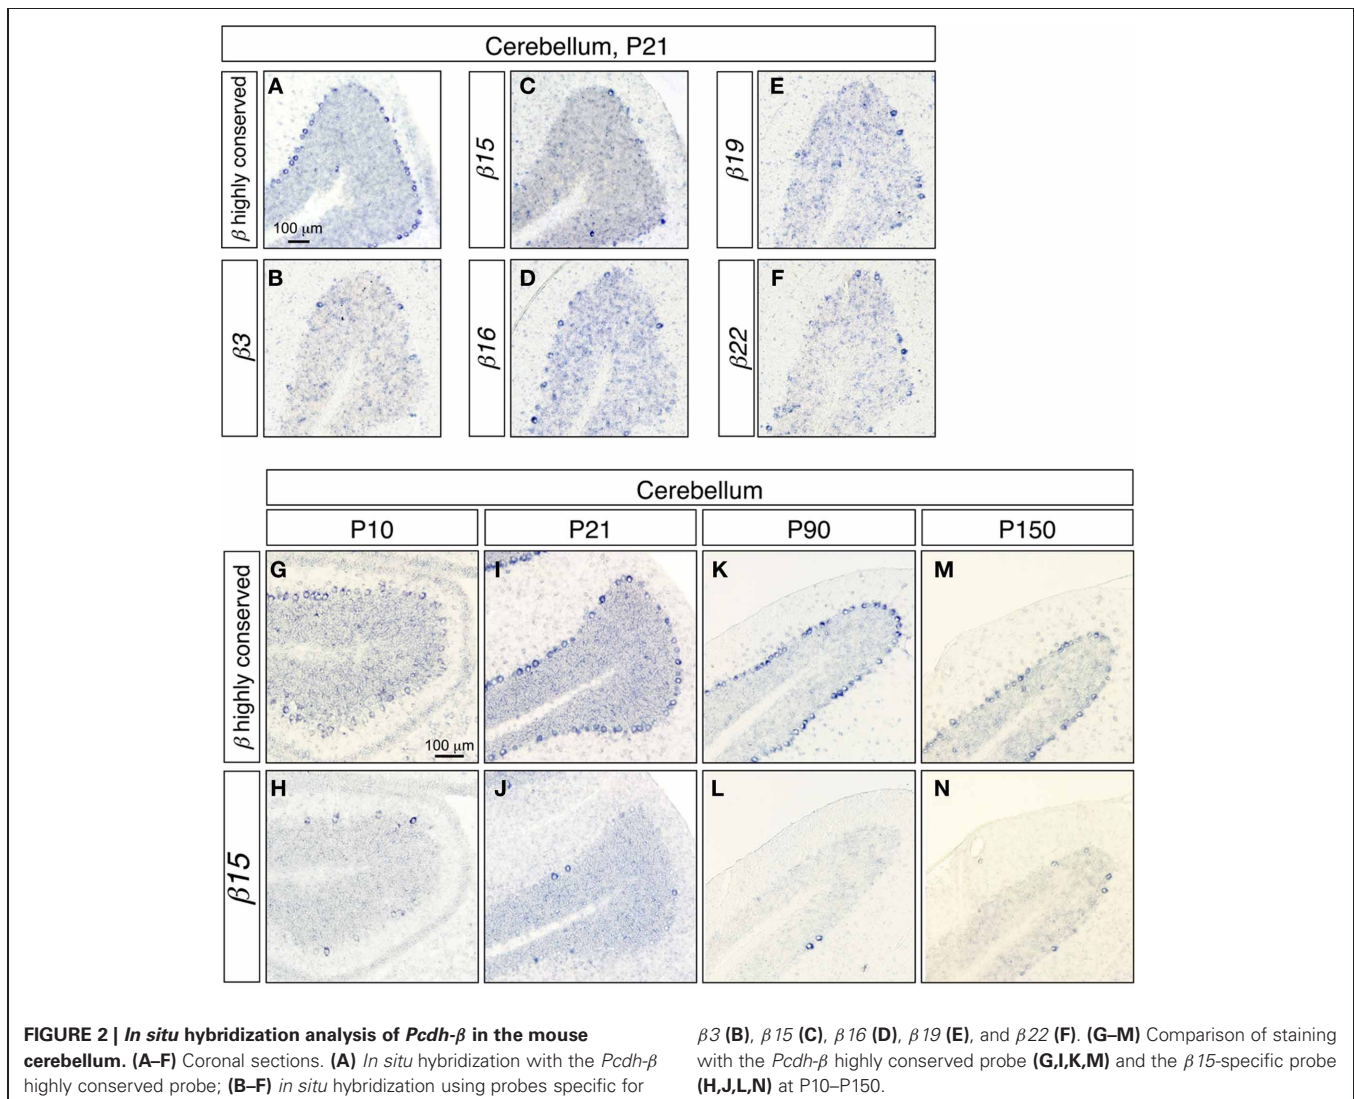 Cerebellum, P21
β highly conserved
A
100 μm
β15
C
β19
E
β3
B
β16
D
β22
F
Cerebellum
P10
P21
P90
P150
β highly conserved
G
100 μm
I
K
M
β15
H
J
L
N
FIGURE 2 | In situ hybridization analysis of Pcdh-β in the mouse
cerebellum. (A–F) Coronal sections. (A) In situ hybridization with the Pcdh-β
highly conserved probe; (B–F) in situ hybridization using probes specific for
β3 (B), β15 (C), β16 (D), β19 (E), and β22 (F). (G–M) Comparison of staining
with the Pcdh-β highly conserved probe (G,I,K,M) and the β15-specific probe
(H,J,L,N) at P10–P150.